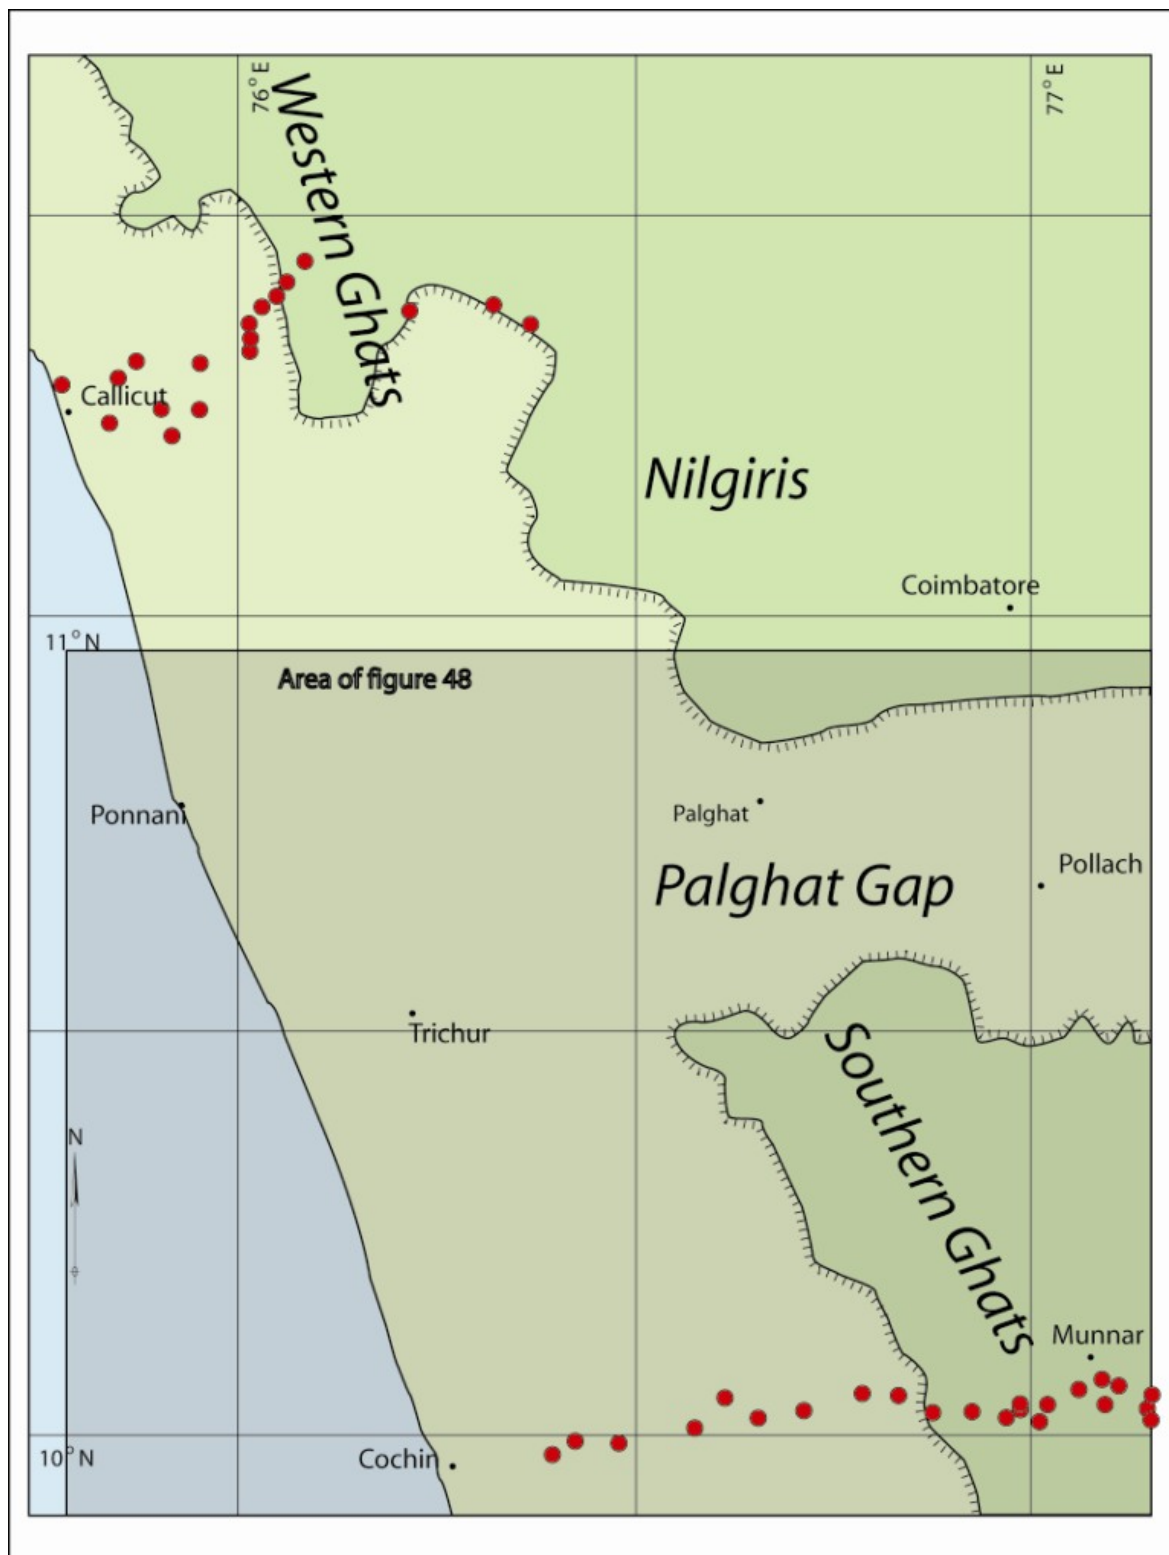 76° E
77° E
Western Ghats
Callicut
Nilgiris
Coimbatore
11° N
Area of figure 48
Ponnani
Palghat
Pollach
Palghat Gap
Trichur
Southern Ghats
N
Munnar
10° N
Cochin